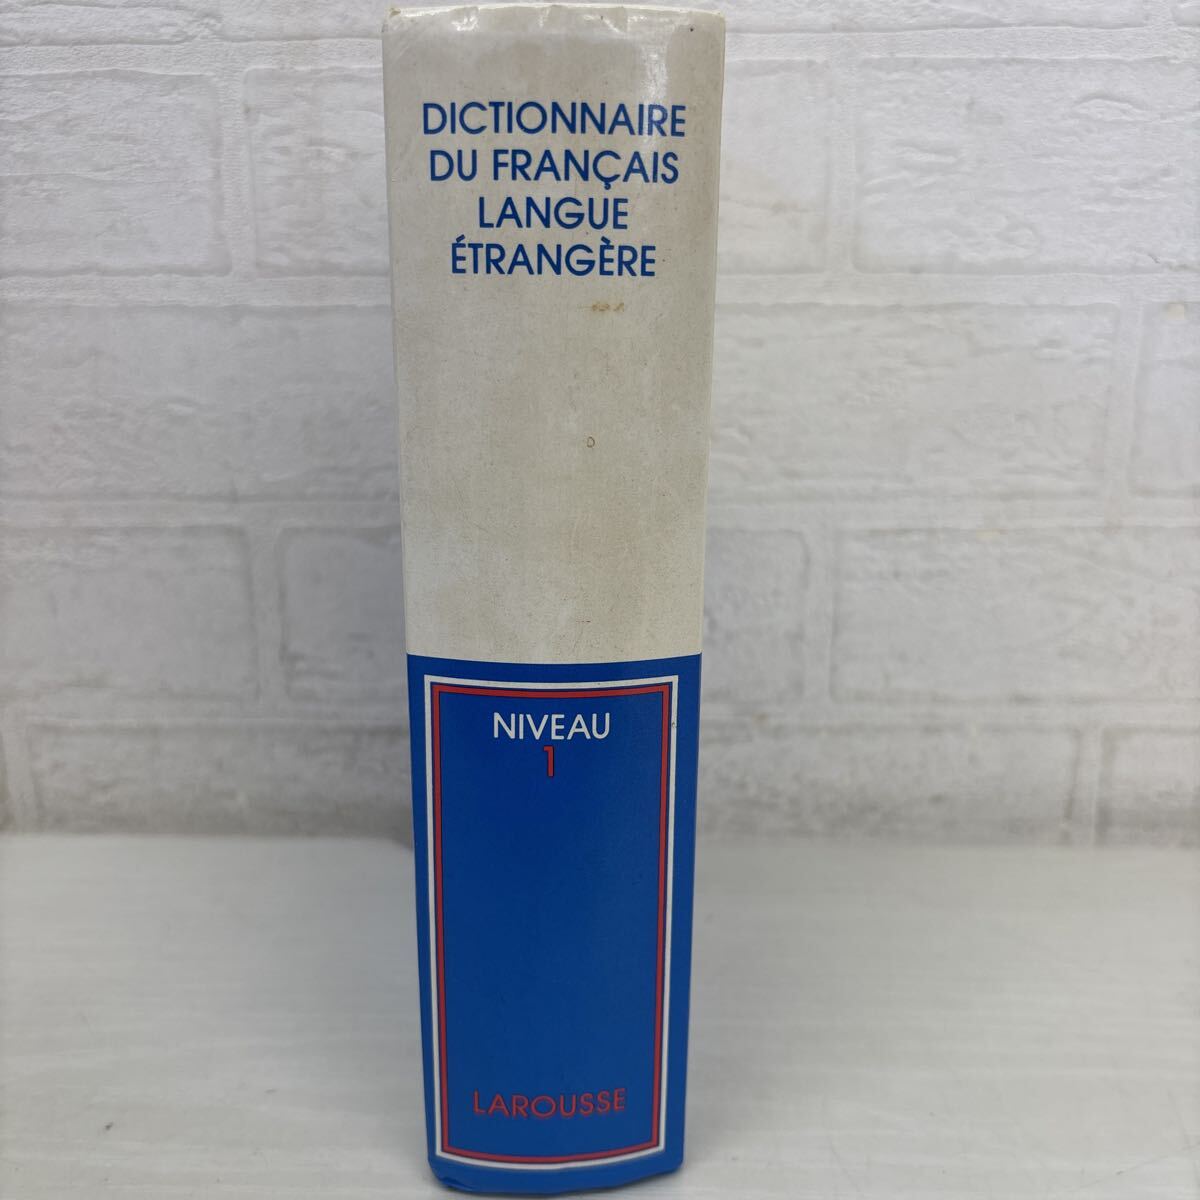 DICTIONNAIRE
DU FRANÇAIS
LANGUE
ÉTRANGÈRE
NIVEAU
1
LAROUSSE